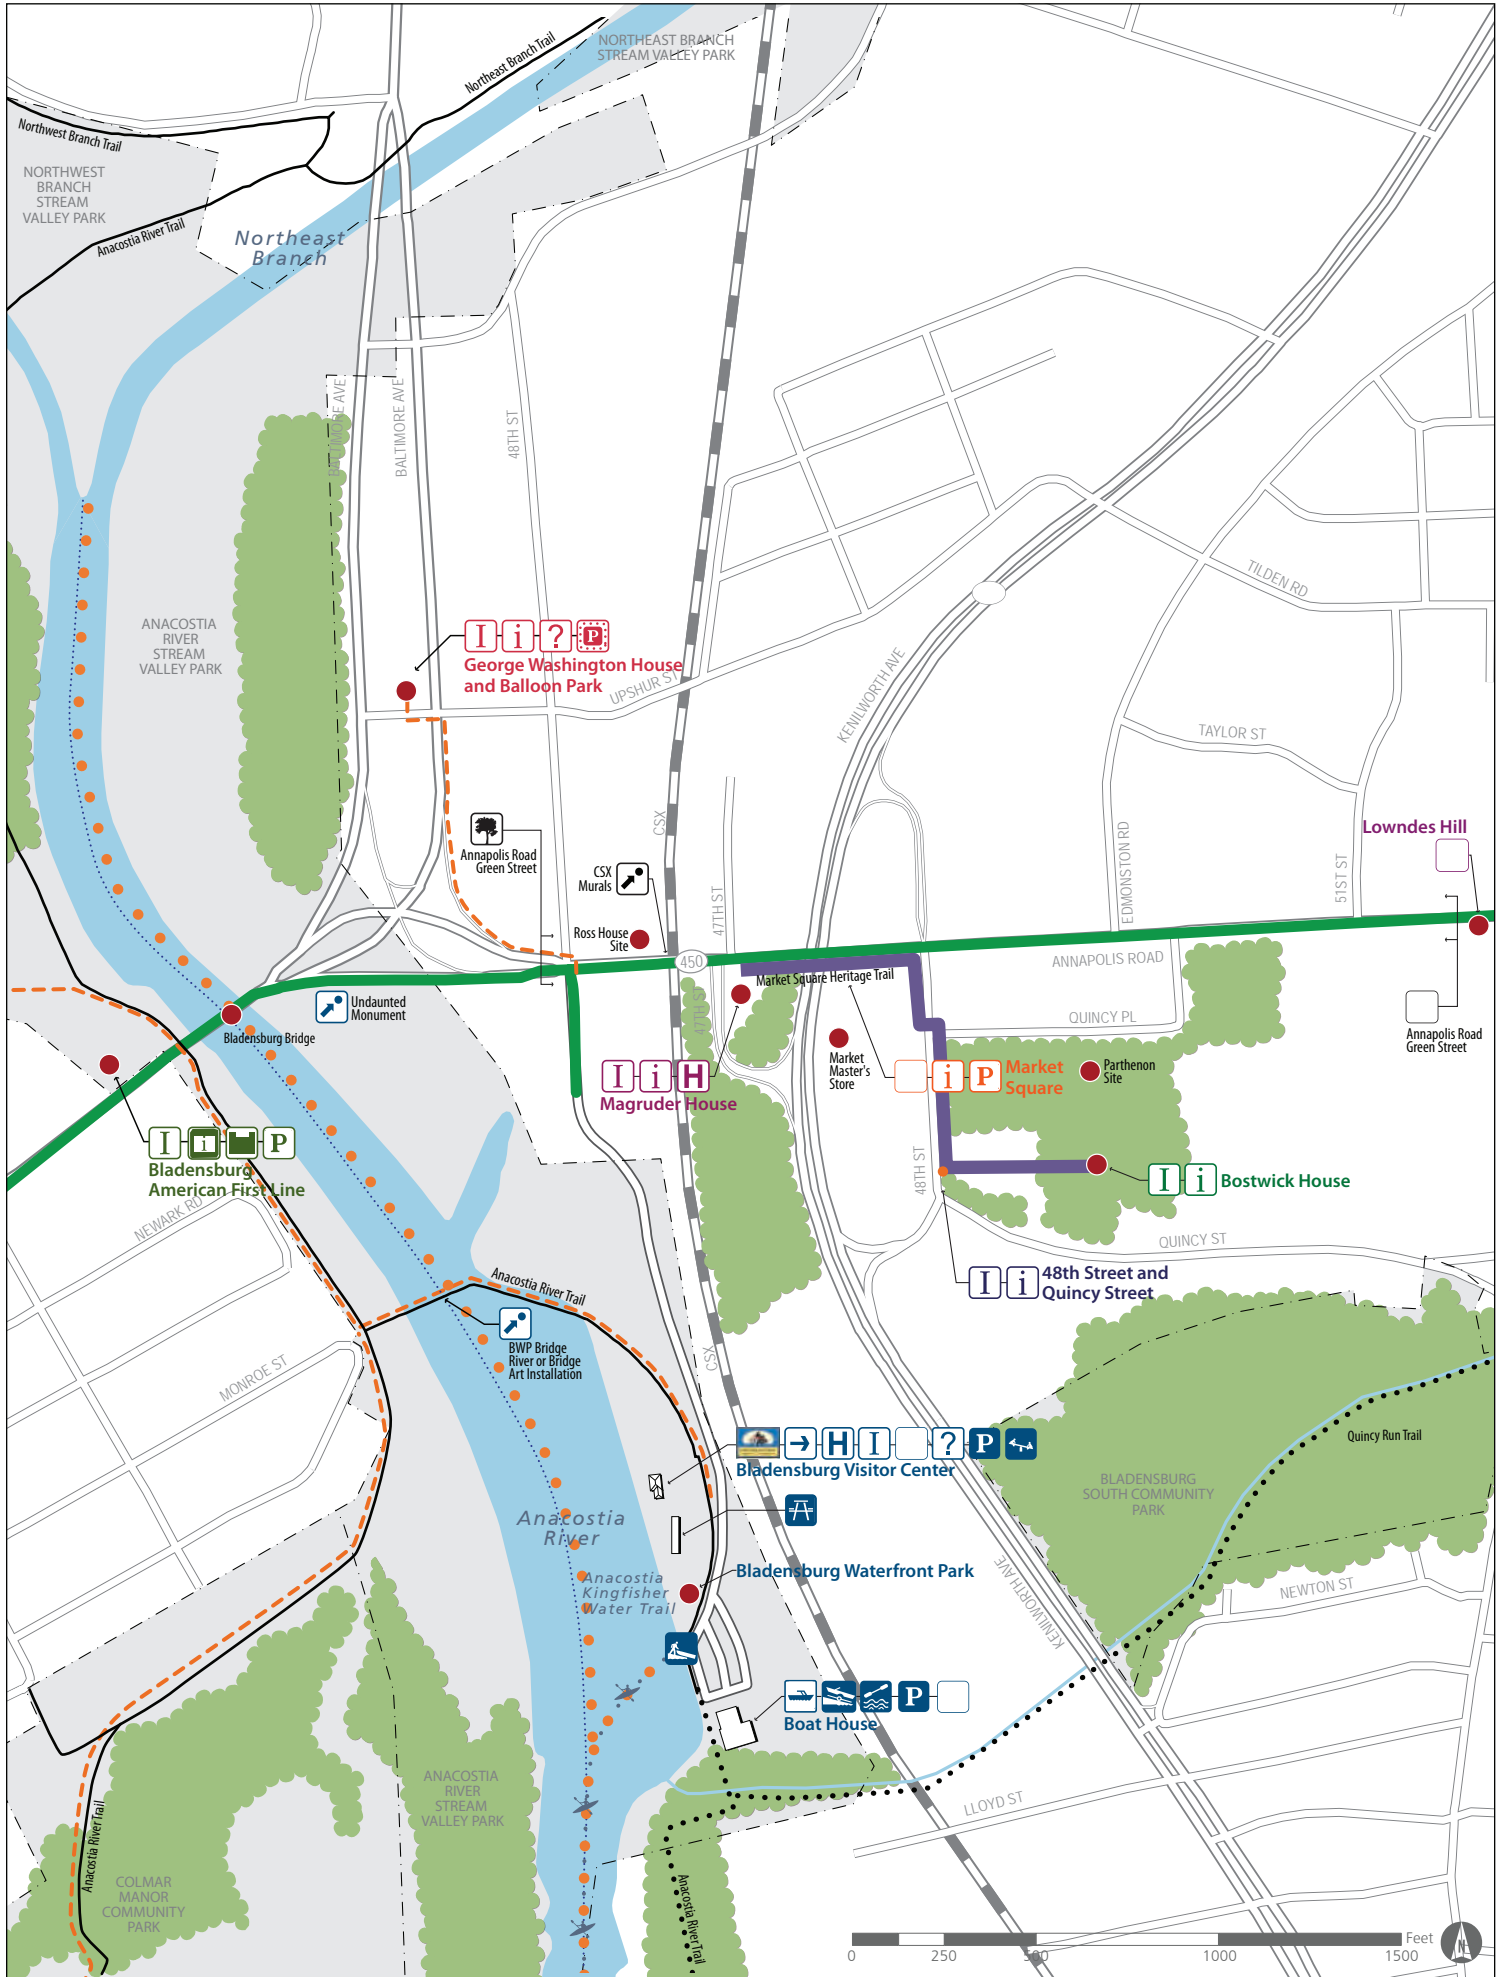 NORTHEAST BRANCH
STREAM VALLEY PARK
Northeast Branch Trail
Northwest Branch Trail
NORTHWEST
BRANCH
STREAM
VALLEY PARK
Anacostia River Trail
Northeast
Branch
BALTIMORE AVE
BALTIMORE AVE
48TH ST
ANACOSTIA
RIVER
STREAM
VALLEY PARK
I i ? P
George Washington House
and Balloon Park
UPSHUR ST
KENILWORTH AVE
TILDEN RD
TAYLOR ST
EDMONSTON RD
51ST ST
Lowndes Hill
Annapolis Road
Green Street
CSX
Murals
CSX
47TH ST
Ross House
Site
450
Market Square Heritage Trail
ANNAPOLIS ROAD
47TH ST
QUINCY PL
Undaunted
Monument
Bladensburg Bridge
Annapolis Road
Green Street
Market
Master's
Store
i P
Market
Square
Parthenon
Site
I i H
Magruder House
I i P
Bladensburg
American First Line
NEWARK RD
48TH ST
I i
Bostwick House
QUINCY ST
I i
48th Street and
Quincy Street
Anacostia River Trail
BWP Bridge
River or Bridge
Art Installation
MONROE ST
CSX
H I ? P
Bladensburg Visitor Center
Quincy Run Trail
BLADENSBURG
SOUTH COMMUNITY
PARK
Anacostia
River
Anacostia
Kingfisher
Water Trail
Bladensburg Waterfront Park
KENILWORTH AVE
NEWTON ST
P
Boat House
ANACOSTIA
RIVER
STREAM
VALLEY PARK
LLOYD ST
Anacostia River Trail
COLMAR
MANOR
COMMUNITY
PARK
Anacostia River Trail
0 250 500 1000 1500
Feet
N